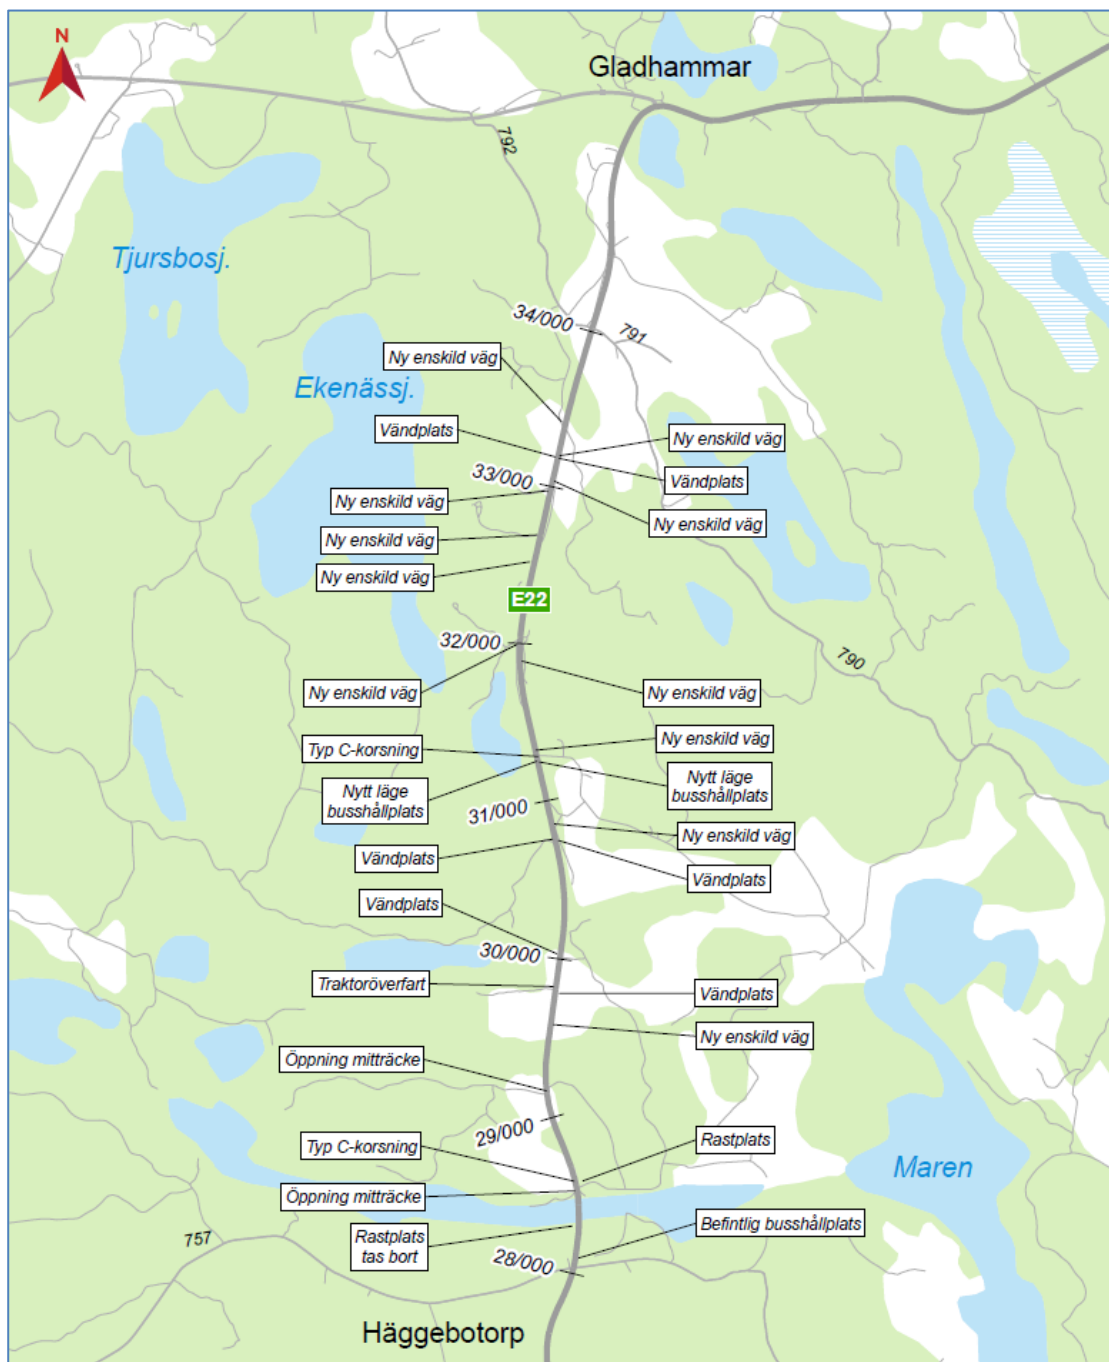 N
Gladhammar
792
Tjursbosj.
34/000
791
Ny enskild väg
Ekenässj.
Vändplats
Ny enskild väg
33/000
Vändplats
Ny enskild väg
Ny enskild väg
Ny enskild väg
Ny enskild väg
E22
32/000
790
Ny enskild väg
Ny enskild väg
Typ C-korsning
Ny enskild väg
Nytt läge
busshållplats
Nytt läge
busshållplats
31/000
Ny enskild väg
Vändplats
Vändplats
Vändplats
30/000
Traktoröverfart
Vändplats
Ny enskild väg
Öppning mitträcke
29/000
Typ C-korsning
Rastplats
Maren
Öppning mitträcke
Befintlig busshållplats
Rastplats
tas bort
757
28/000
Häggebotorp